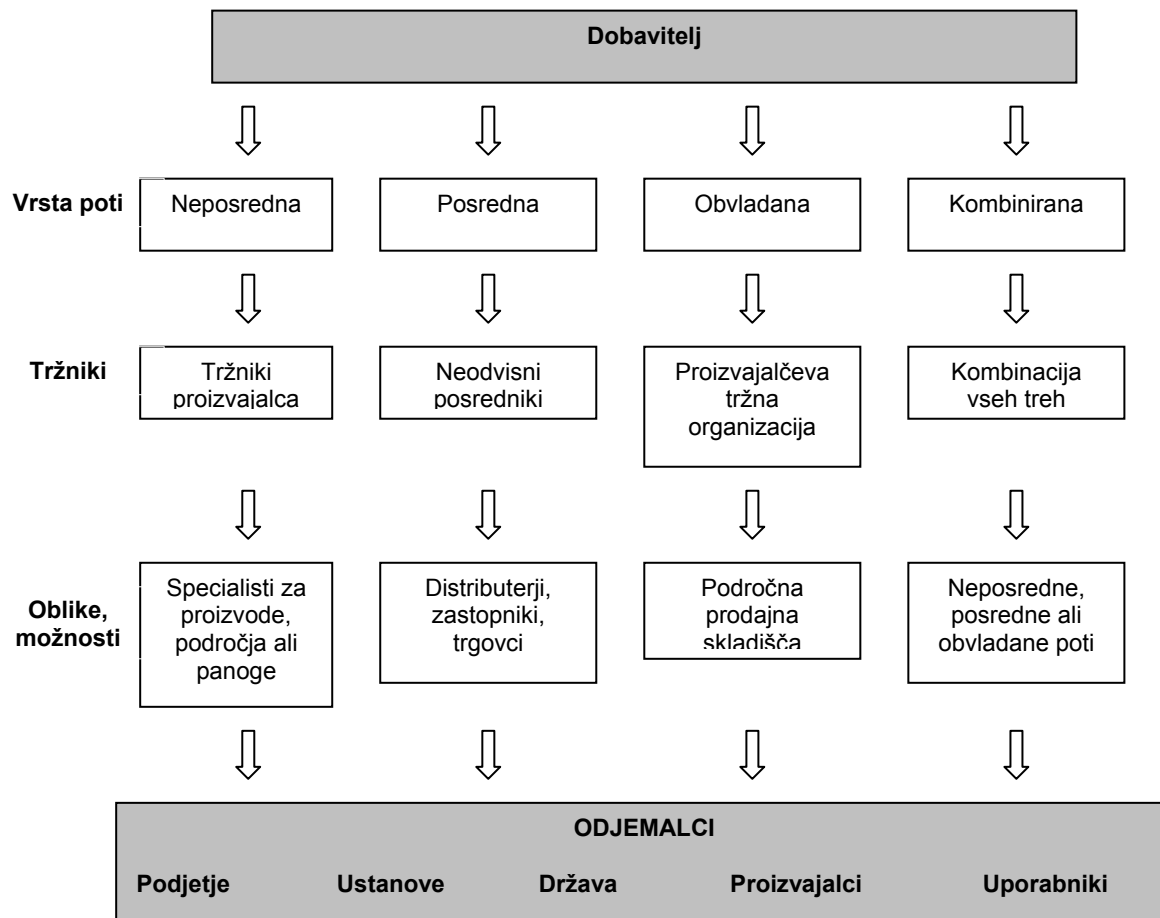 Dobavitelj
Vrsta poti
Neposredna
Posredna
Obvladana
Kombinirana
Tržniki
Tržniki
proizvajalca
Neodvisni
posredniki
Proizvajalčeva
tržna
organizacija
Kombinacija
vseh treh
Oblike,
možnosti
Specialisti za
proizvode,
področja ali
panoge
Distributerji,
zastopniki,
trgovci
Področna
prodajna
skladišča
Neposredne,
posredne ali
obvladane poti
ODJEMALCI
Podjetje Ustanove Država Proizvajalci Uporabniki